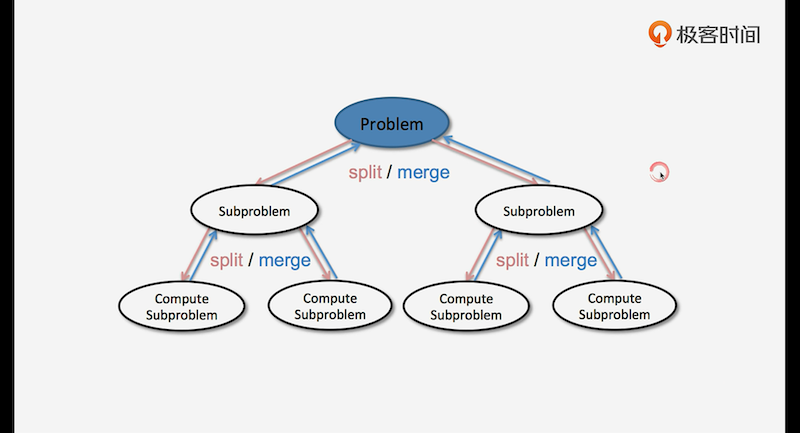 极客时间
Problem
split / merge
Subproblem
Subproblem
split / merge
split / merge
Compute
Subproblem
Compute
Subproblem
Compute
Subproblem
Compute
Subproblem